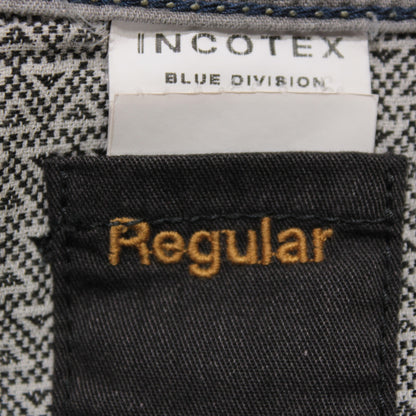 INCOTEX
BLUE DIVISION
Regular